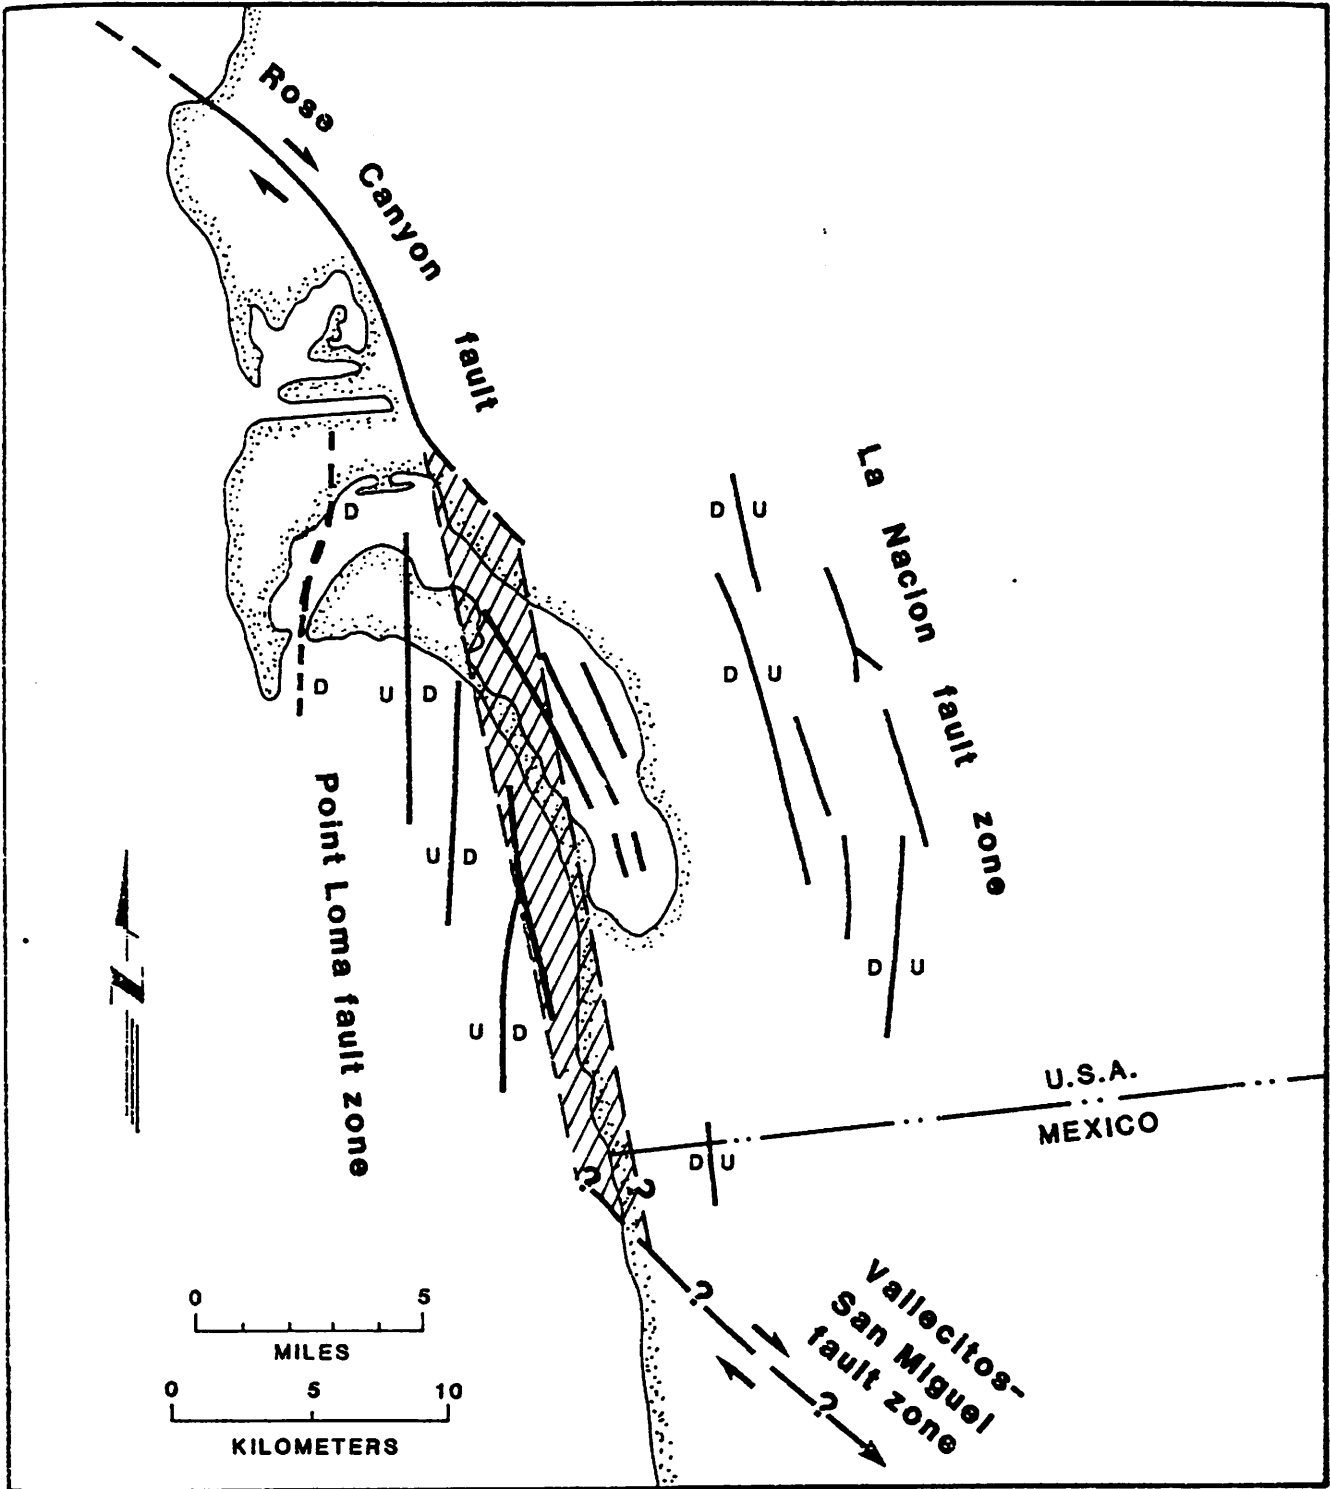 Rose Canyon fault
La Nacion fault zone
D
D U
D U
D
D U D
Point Loma fault zone
U D
D U
U D
N
U.S.A.
MEXICO
D U
?
?
?
?
Vallecitos-
San Miguel
fault zone
0 5
MILES
0 5 10
KILOMETERS